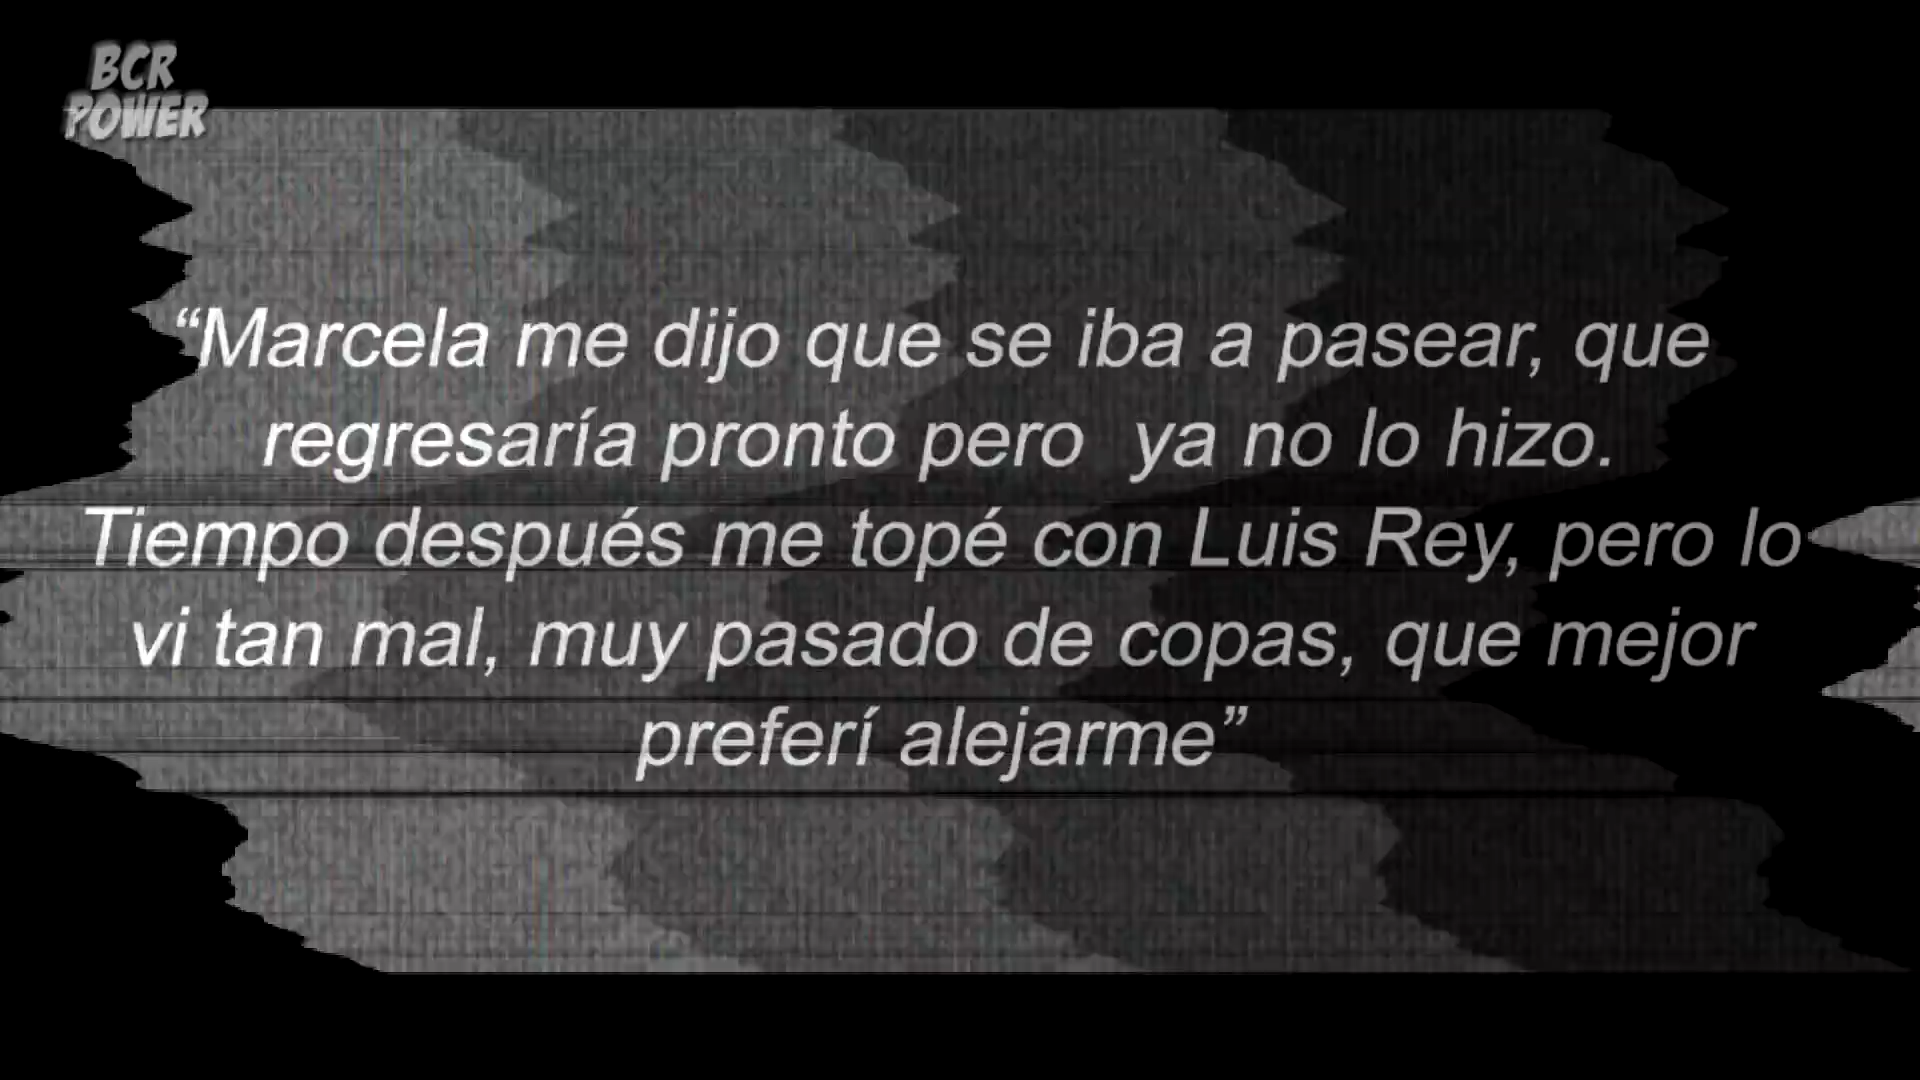 BCR
POWER
“Marcela me dijo que se iba a pasear, que
regresaría pronto pero  ya no lo hizo.
Tiempo después me topé con Luis Rey, pero lo
vi tan mal, muy pasado de copas, que mejor
preferí alejarme”